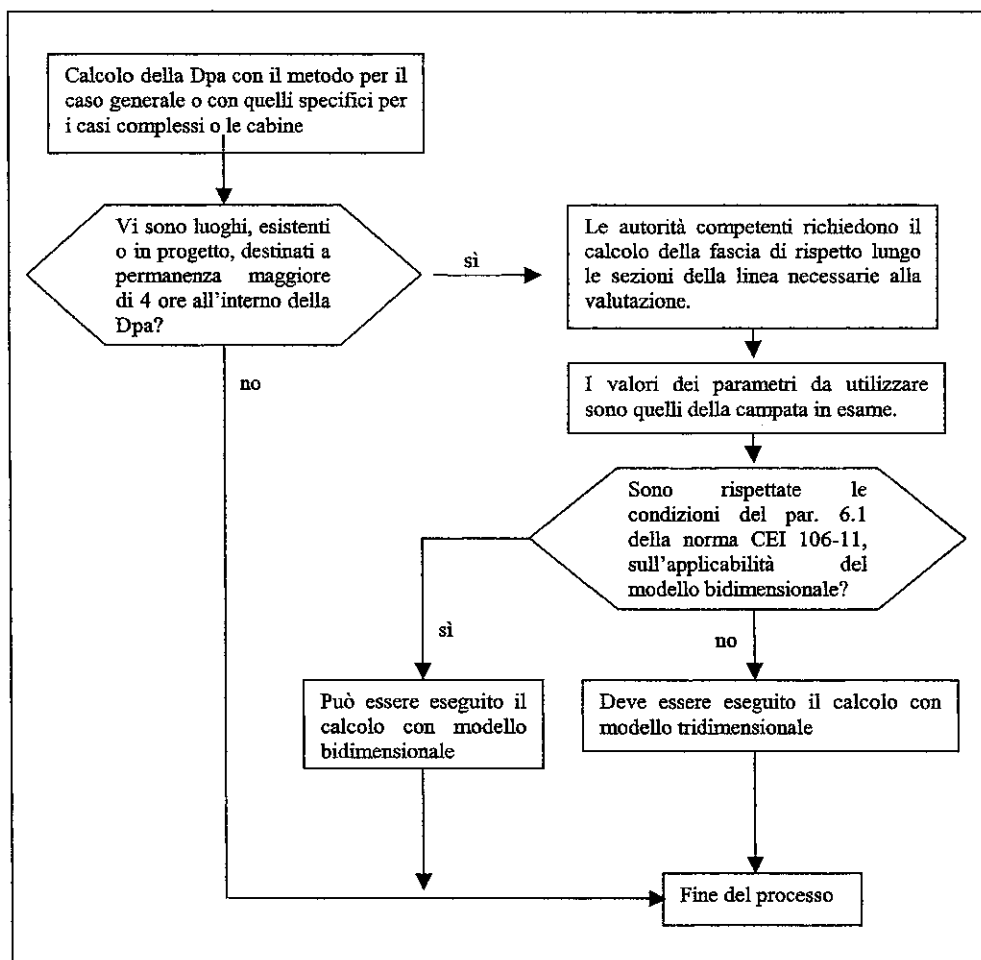 Calcolo della Dpa con il metodo per il
caso generale o con quelli specifici per
i casi complessi o le cabine
Vi sono luoghi, esistenti
o in progetto, destinati a
permanenza maggiore
di 4 ore all'interno della
Dpa?
sì
Le autorità competenti richiedono il
calcolo della fascia di rispetto lungo
le sezioni della linea necessarie alla
valutazione.
no
I valori dei parametri da utilizzare
sono quelli della campata in esame.
Sono rispettate le
condizioni del par. 6.1
della norma CEI 106-11,
sull'applicabilità del
modello bidimensionale?
sì
no
Può essere eseguito il
calcolo con modello
bidimensionale
Deve essere eseguito il calcolo con
modello tridimensionale
Fine del processo